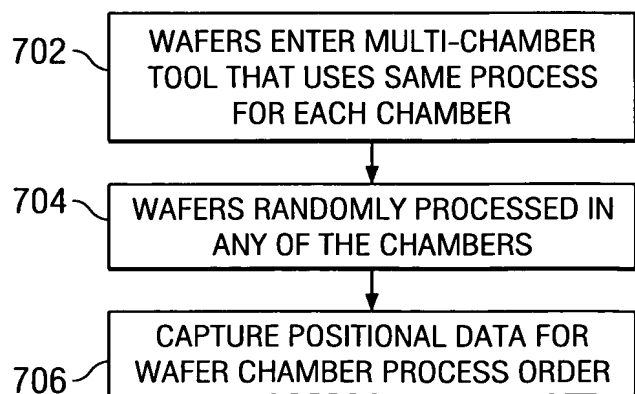 702
WAFERS ENTER MULTI-CHAMBER
TOOL THAT USES SAME PROCESS
FOR EACH CHAMBER
704
WAFERS RANDOMLY PROCESSED IN
ANY OF THE CHAMBERS
CAPTURE POSITIONAL DATA FOR
706
WAFER CHAMBER PROCESS ORDER